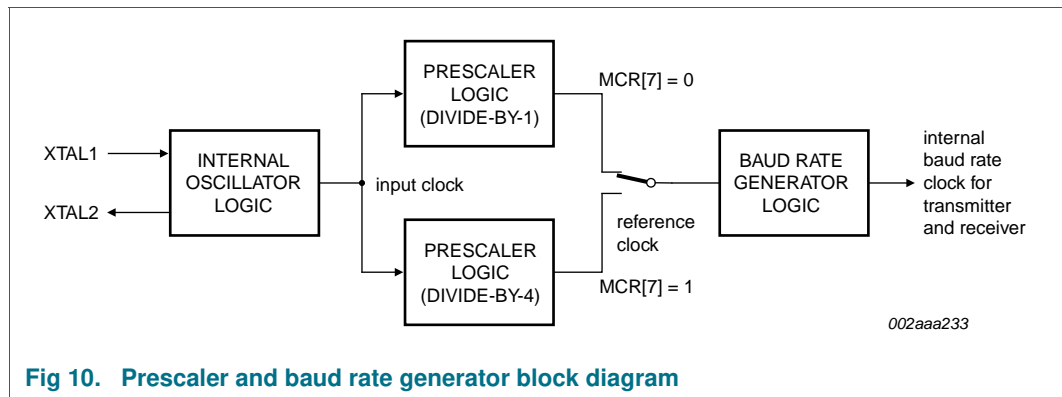 PRESCALER
LOGIC
(DIVIDE-BY-1)
MCR[7] = 0
XTAL1
XTAL2
INTERNAL
OSCILLATOR
LOGIC
input clock
BAUD RATE
GENERATOR
LOGIC
internal
baud rate
clock for
transmitter
and receiver
reference
clock
PRESCALER
LOGIC
(DIVIDE-BY-4)
MCR[7] = 1
002aaa233
Fig 10. Prescaler and baud rate generator block diagram